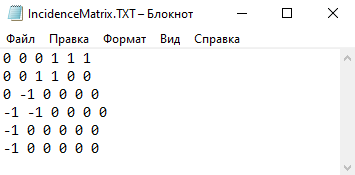 IncidenceMatrix.TXT – Блокнот
Файл Правка Формат Вид Справка
0 0 0 1 1 1
0 0 1 1 0 0
0 -1 0 0 0 0
-1 -1 0 0 0 0
-1 0 0 0 0 0
-1 0 0 0 0 0